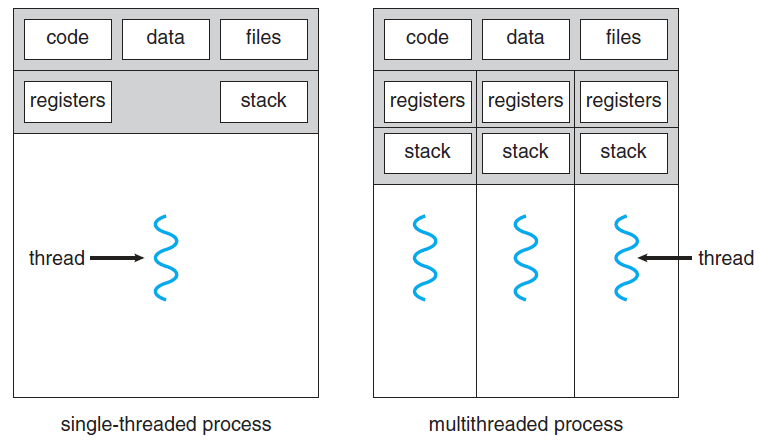 code data files code data files
registers stack registers registers registers
stack stack stack
thread thread
single-threaded process multithreaded process